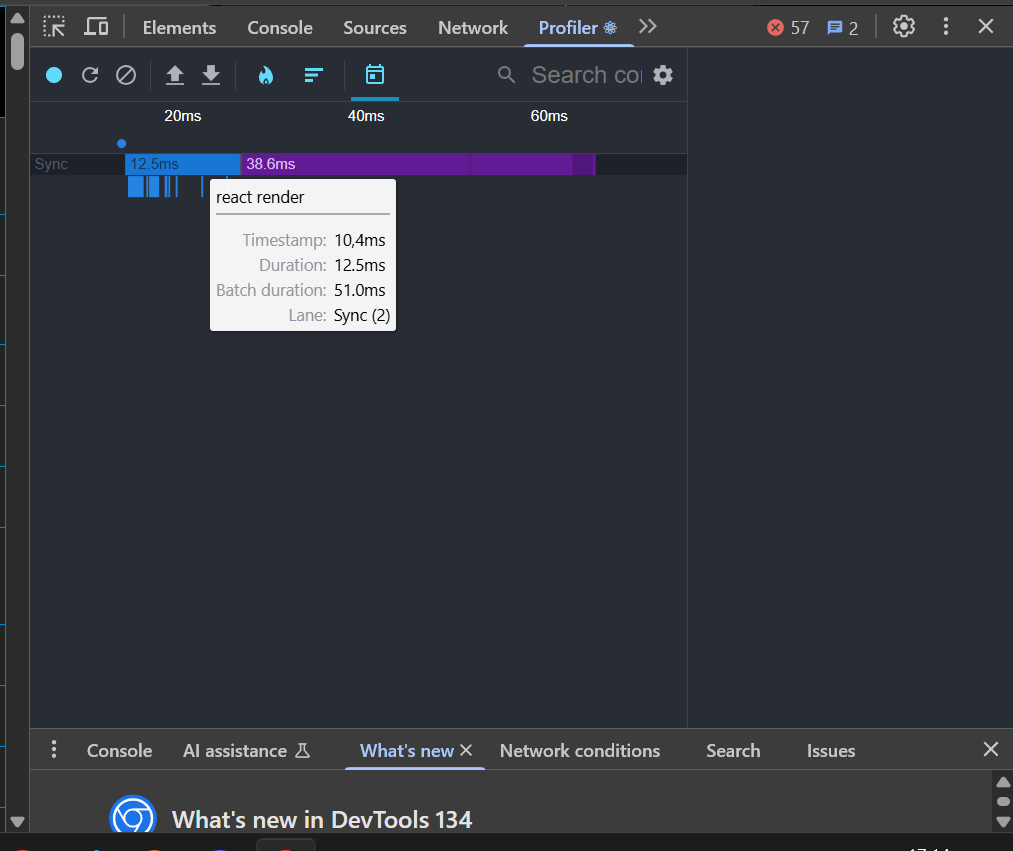 Elements Console Sources Network Profiler 57 2
Search co
20ms 40ms 60ms
Sync 12.5ms 38.6ms
react render
Timestamp: 10,4ms
Duration: 12.5ms
Batch duration: 51.0ms
Lane: Sync (2)
Console AI assistance What's new Network conditions Search Issues
What's new in DevTools 134